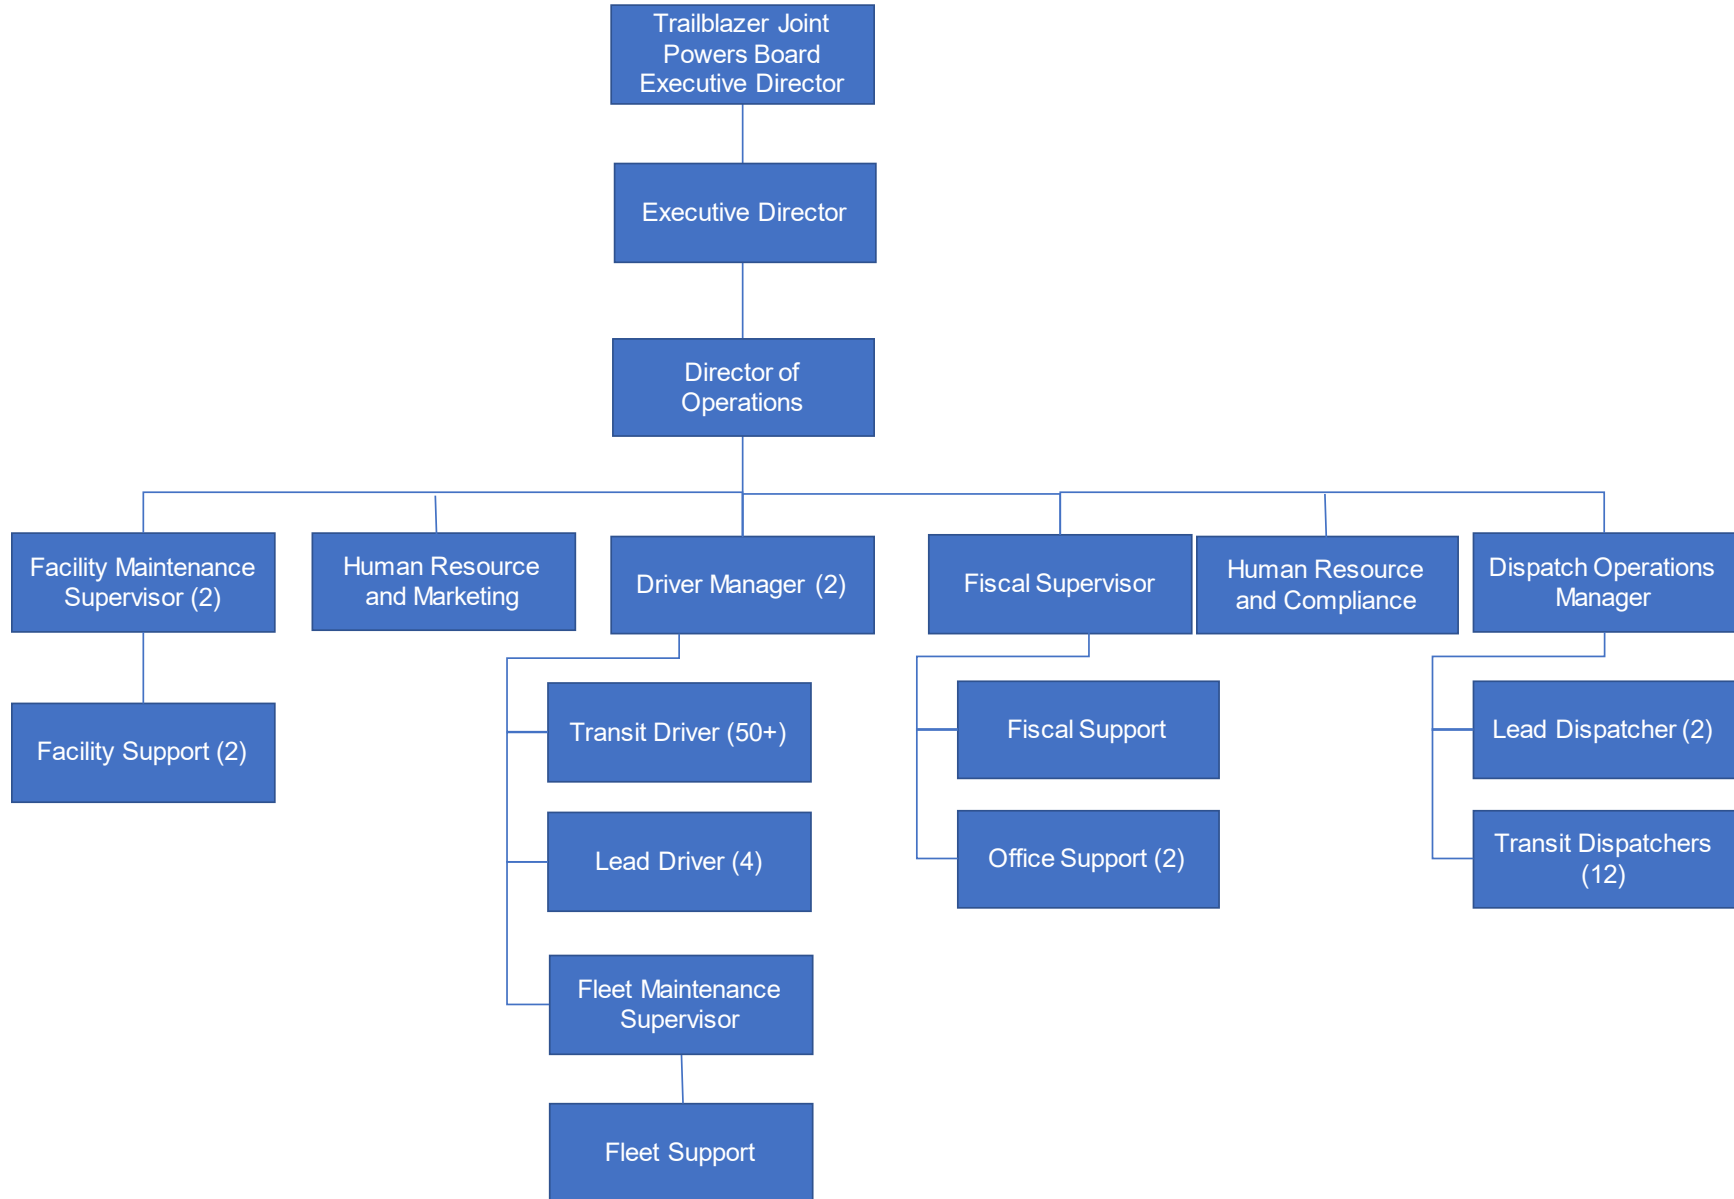 Trailblazer Joint
Powers Board
Executive Director
Executive Director
Director of
Operations
Facility Maintenance
Supervisor (2)
Human Resource
and Marketing
Driver Manager (2)
Fiscal Supervisor
Human Resource
and Compliance
Dispatch Operations
Manager
Facility Support (2)
Transit Driver (50+)
Lead Driver (4)
Fleet Maintenance
Supervisor
Fleet Support
Fiscal Support
Office Support (2)
Lead Dispatcher (2)
Transit Dispatchers
(12)